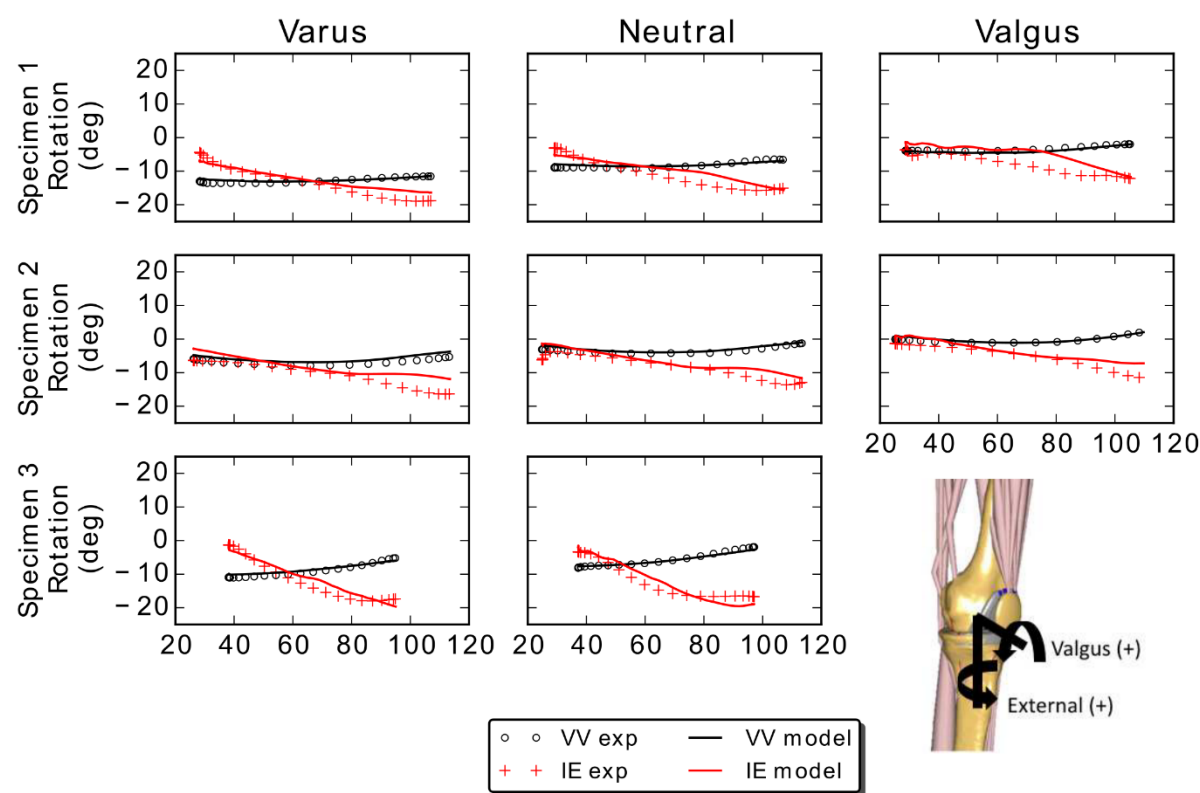 Varus Neutral Valgus
Specimen 1
Rotation
(deg)
20
10
0
−10
−20
Specimen 2
Rotation
(deg)
20
10
0
−10
−20
20 40 60 80 100 120
Specimen 3
Rotation
(deg)
20
10
0
−10
−20
20 40 60 80 100 120 20 40 60 80 100 120
Valgus (+)
External (+)
VV exp VV model
IE exp IE model